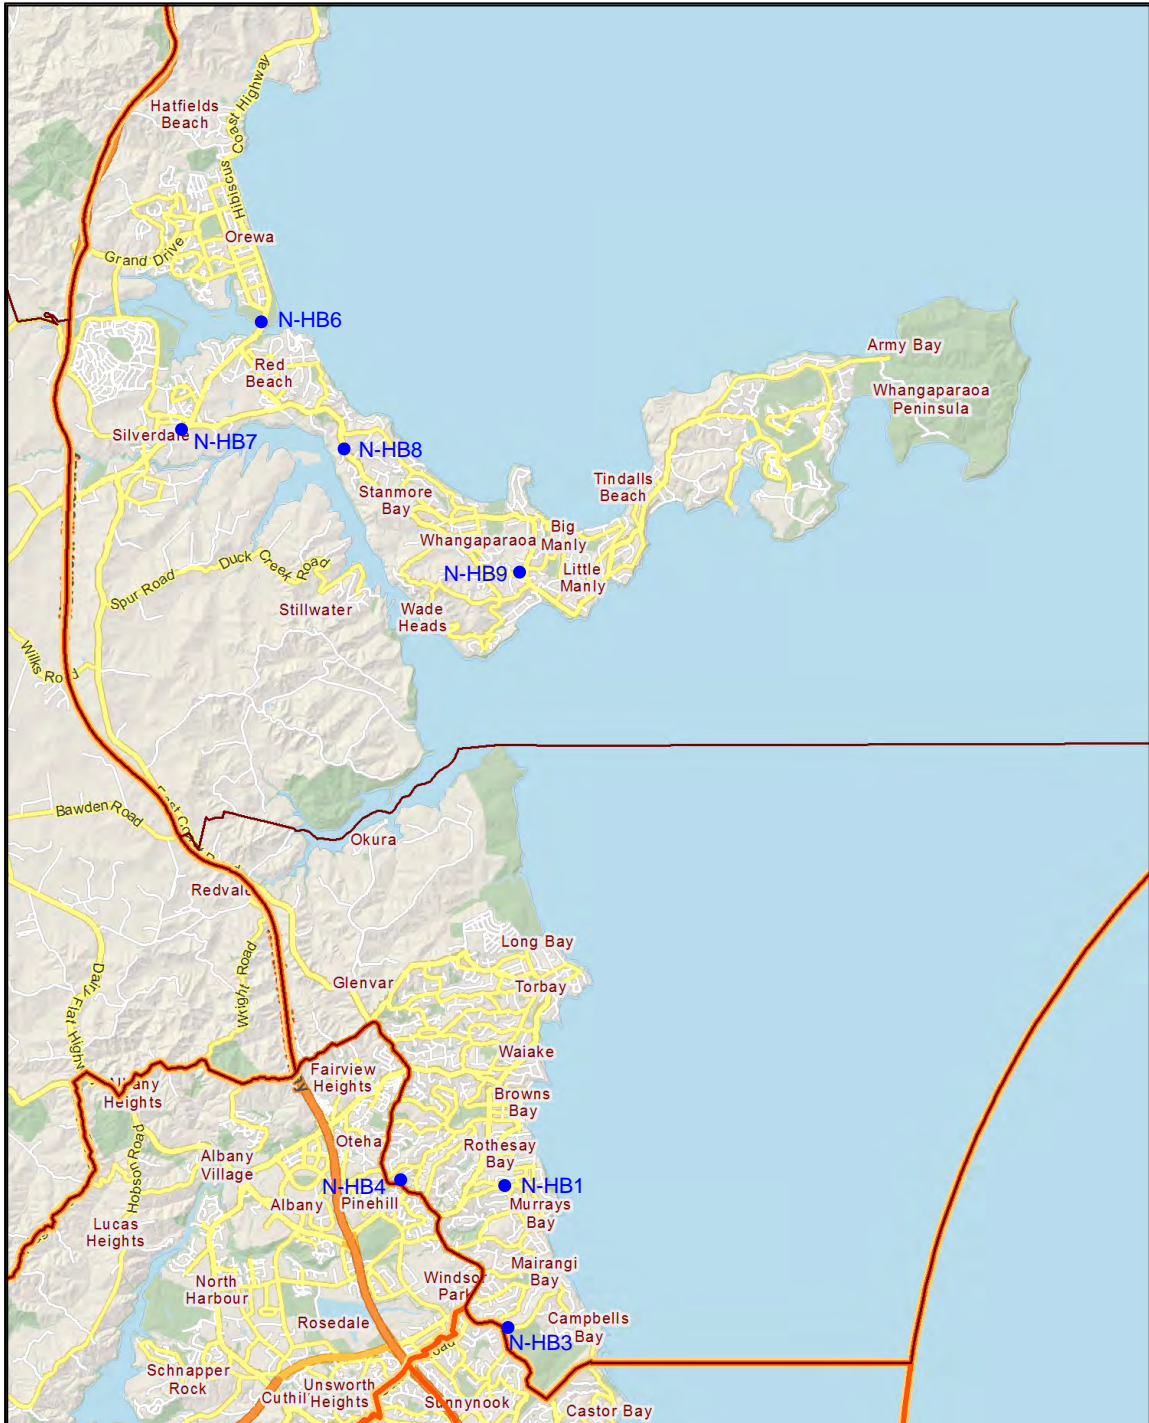 Hatfields
Beach
Hibiscus Coast Highway
Orewa
Grand Drive
N-HB6
Army Bay
Red
Beach
Whangaparaoa
Peninsula
Silverdale
N-HB7
N-HB8
Tindalls
Beach
Stanmore
Bay
Big
Manly
Whangaparaoa
Duck Creek Road
N-HB9
Little
Manly
Spur Road
Stillwater
Wade
Heads
Wilks Road
Bawden Road
Okura
Redvale
Long Bay
Wright Road
Glenvar
Torbay
Dairy Flat Highw
Waiake
Fairview
Heights
Albany
Heights
Browns
Bay
Hobson Road
Oteha
Rothesay
Bay
Albany
Village
N-HB4
N-HB1
Albany
Pinehill
Murrays
Bay
Lucas
Heights
Mairangi
Bay
North
Harbour
Windsor
Park
Rosedale
Campbells
Bay
N-HB3
oad
Schnapper
Rock
Unsworth
Heights
Cuthill
Sunnynook
Castor Bay